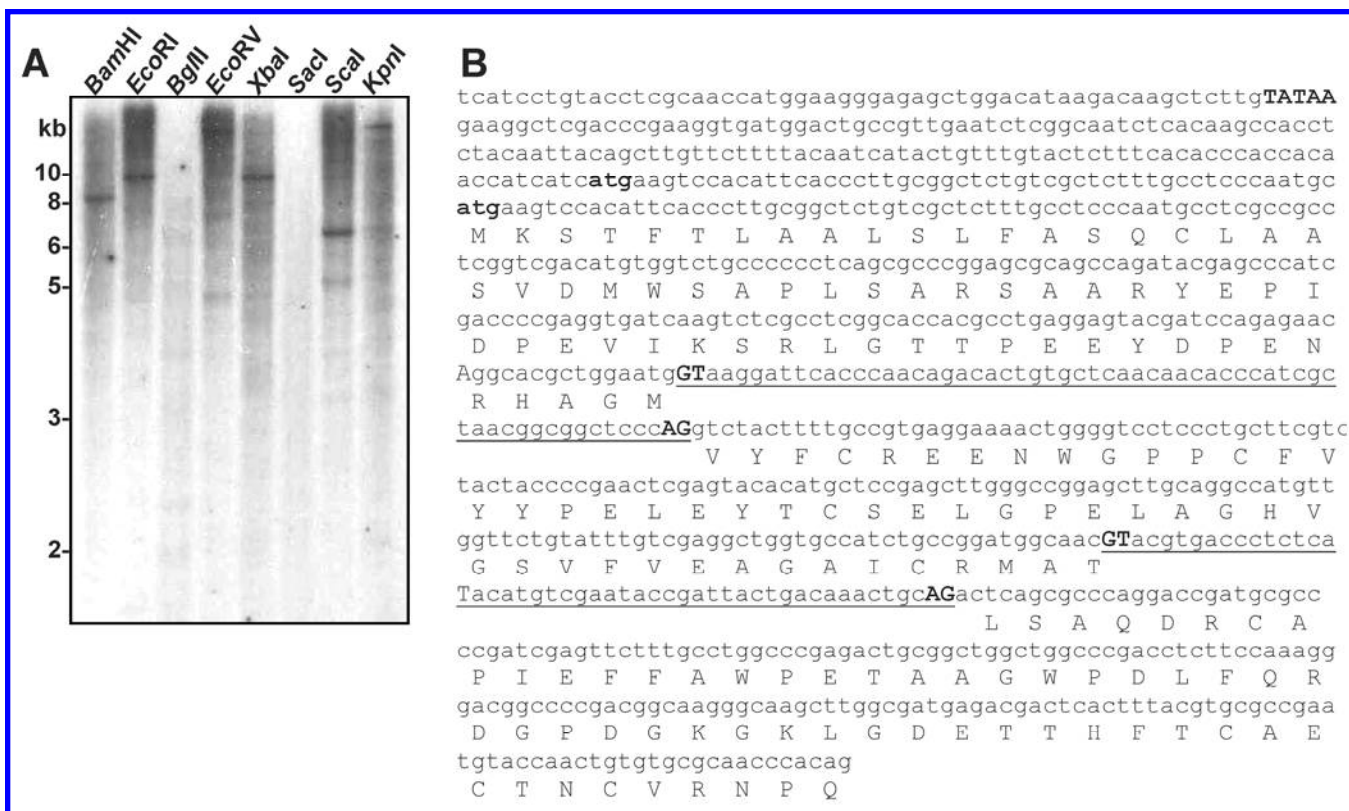 A
BamHI EcoRI BglII EcoRV XbaI SacI ScaI KpnI
kb
10
8
6
5
3
2
B
tcatcctgtacctcgcaaccatggaagggagagctggacataagacaagctcttgTATAA
gaaggctcgacccgaaggtgatggactgccgttgaatctcggcaatctcacaagccacct
ctacaattacagcttgttcttttacaatcatactgtttgtactctttcacacccaccaca
accatcatcatgaagtccacattcacccttgcggctctgtcgctctttgcctcccaatgc
atgaagtccacattcacccttgcggctctgtcgctctttgcctcccaatgcctcgccgcc
M K S T F T L A A L S L F A S Q C L A A
tcggtcgacatgtggtctgccccctcagcgcccggagcgcagccagatacgagcccatc
S V D M W S A P L S A R S A A R Y E P I
gaccccgaggtgatcaagtctcgcctcggcaccacgcctgaggagtacgatccagagaac
D P E V I K S R L G T T P E E Y D P E N
AggcacgctggaatgGTaaggattcacccaacagacactgtgctcaacaacacccatcgc
R H A G M
taacggcggctcccAGgtctacttttgccgtgaggaaaactggggtcctccctgcttcgtc
V Y F C R E E N W G P P C F V
tactaccccgaactcgagtacacatgctccgagcttgggccggagcttgcaggccatgtt
Y Y P E L E Y T C S E L G P E L A G H V
ggttctgtatttgtcgaggctggtgccatctgccggatggcaacGTacgtgaccctctca
G S V F V E A G A I C R M A T
TacatgtcgaataccgattactgacaaactgcAGactcagcgcccaggaccgatgcgcc
L S A Q D R C A
ccgatcgagttctttgcctggcccgagactgcggctggctggcccgacctcttccaaagg
P I E F F A W P E T A A G W P D L F Q R
gacggccccgacggcaagggcaagcttggcgatgagacgactcactttacgtgcgccgaa
D G P D G K G K L G D E T T H F T C A E
tgtaccaactgtgtgcgcaacccacag
C T N C V R N P Q